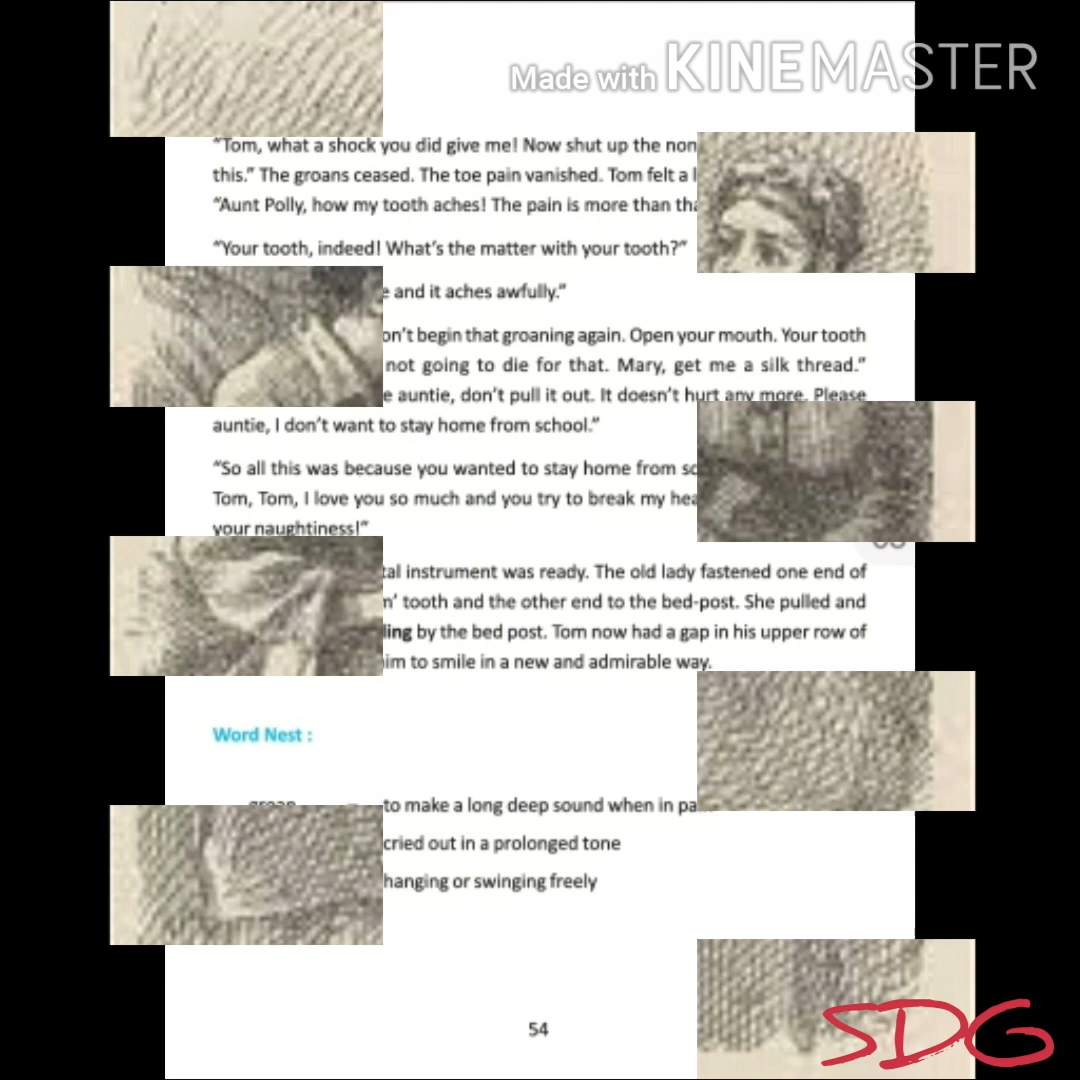 Made with KINEMASTER
“Tom, what a shock you did give me! Now shut up the non
this.” The groans ceased. The toe pain vanished. Tom felt a l
“Aunt Polly, how my tooth aches! The pain is more than tha
“Your tooth, indeed! What’s the matter with your tooth?”
e and it aches awfully.”
on’t begin that groaning again. Open your mouth. Your tooth
not going to die for that. Mary, get me a silk thread.”
e auntie, don’t pull it out. It doesn’t hurt any more. Please
auntie, I don’t want to stay home from school.”
“So all this was because you wanted to stay home from sc
Tom, Tom, I love you so much and you try to break my hea
your naughtiness!”
tal instrument was ready. The old lady fastened one end of
n’ tooth and the other end to the bed-post. She pulled and
ling by the bed post. Tom now had a gap in his upper row of
im to smile in a new and admirable way.
Word Nest :
groan to make a long deep sound when in pa
cried out in a prolonged tone
hanging or swinging freely
54
SDG